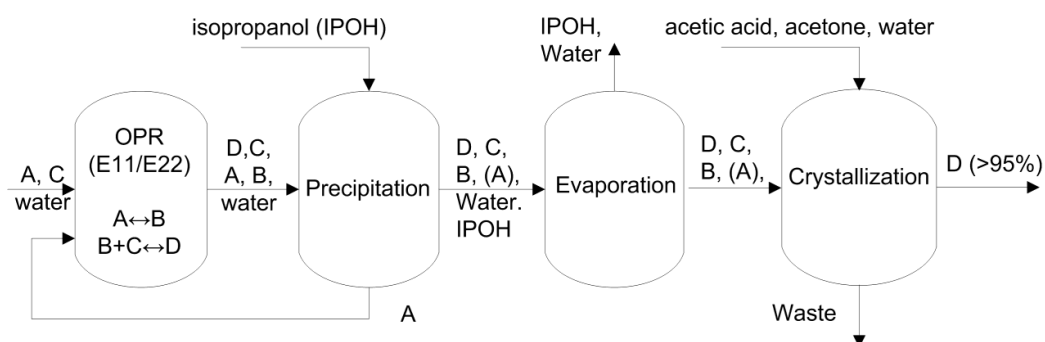 isopropanol (IPOH)
IPOH,
Water
acetic acid, acetone, water
OPR
(E11/E22)
A, C
water
A↔B
B+C↔D
D,C,
A, B,
water
Precipitation
D, C,
B, (A),
Water.
IPOH
Evaporation
D, C,
B, (A),
Crystallization
D (>95%)
A
Waste